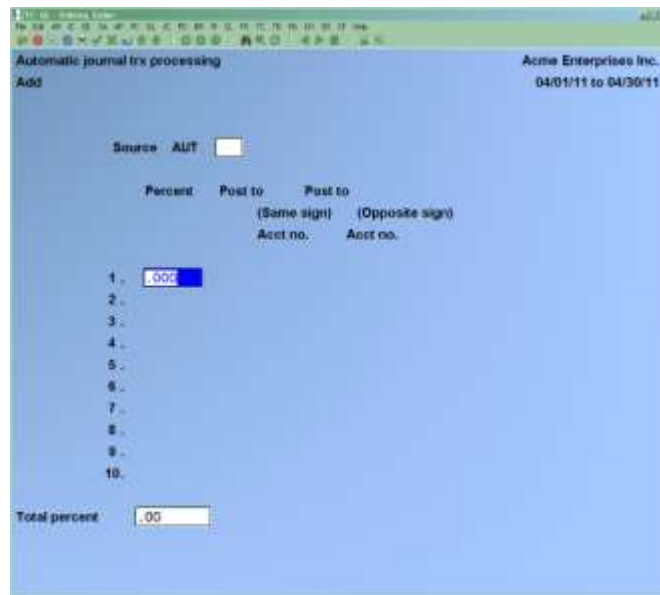 Automatic journal trx processing Acme Enterprises Inc.
Add 04/01/11 to 04/30/11
Source AUT
Percent Post to Post to
(Same sign) (Opposite sign)
Acct no. Acct no.
1. .000
2.
3.
4.
5.
6.
7.
8.
9.
10.
Total percent .00